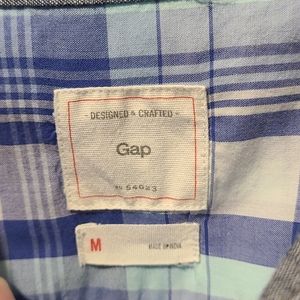 - DESIGNED & CRAFTED -
Gap
54023
M
MADE IN INDIA